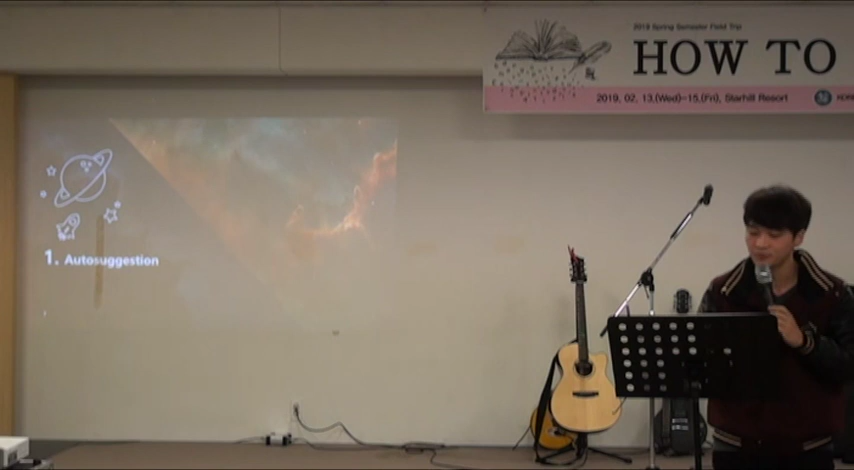 2019 Spring Semester Field Trip
HOW TO
2019. 02. 13.(Wed)-15.(Fri), Starhill Resort
1. Autosuggestion